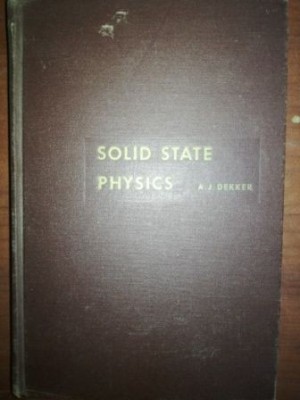 SOLID STATE
PHYSICS A. J. DEKKER